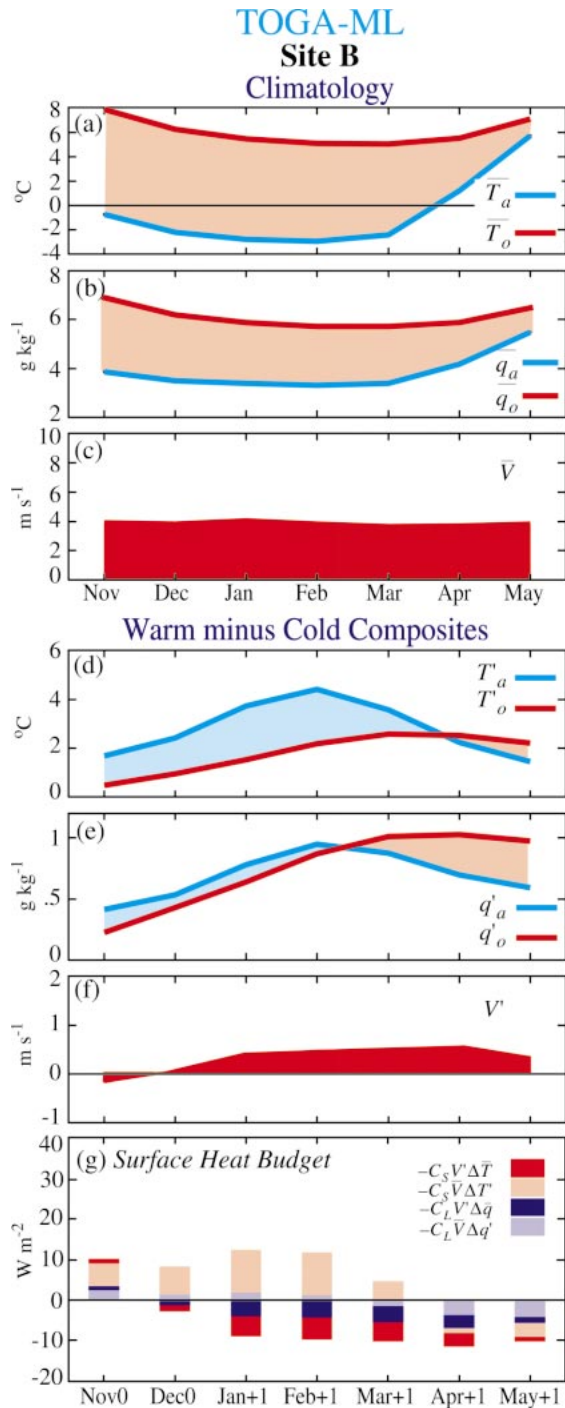 TOGA-ML
Site B
Climatology
(a)
8
6
4
2
0
-2
-4
°C
T̅a
T̅o
(b)
8
6
4
2
g kg-1
q̅a
q̅o
(c)
10
8
6
4
2
0
m s-1
V̅
Nov Dec Jan Feb Mar Apr May
Warm minus Cold Composites
(d)
6
4
2
0
°C
T'a
T'o
(e)
1
.5
0
g kg-1
q'a
q'o
(f)
2
1
0
-1
m s-1
V'
(g) Surface Heat Budget
40
30
20
10
0
-10
-20
W m-2
-CSV'ΔT̅
-CSV̅ΔT'
-CLV'Δq̅
-CLV̅Δq'
Nov0 Dec0 Jan+1 Feb+1 Mar+1 Apr+1 May+1